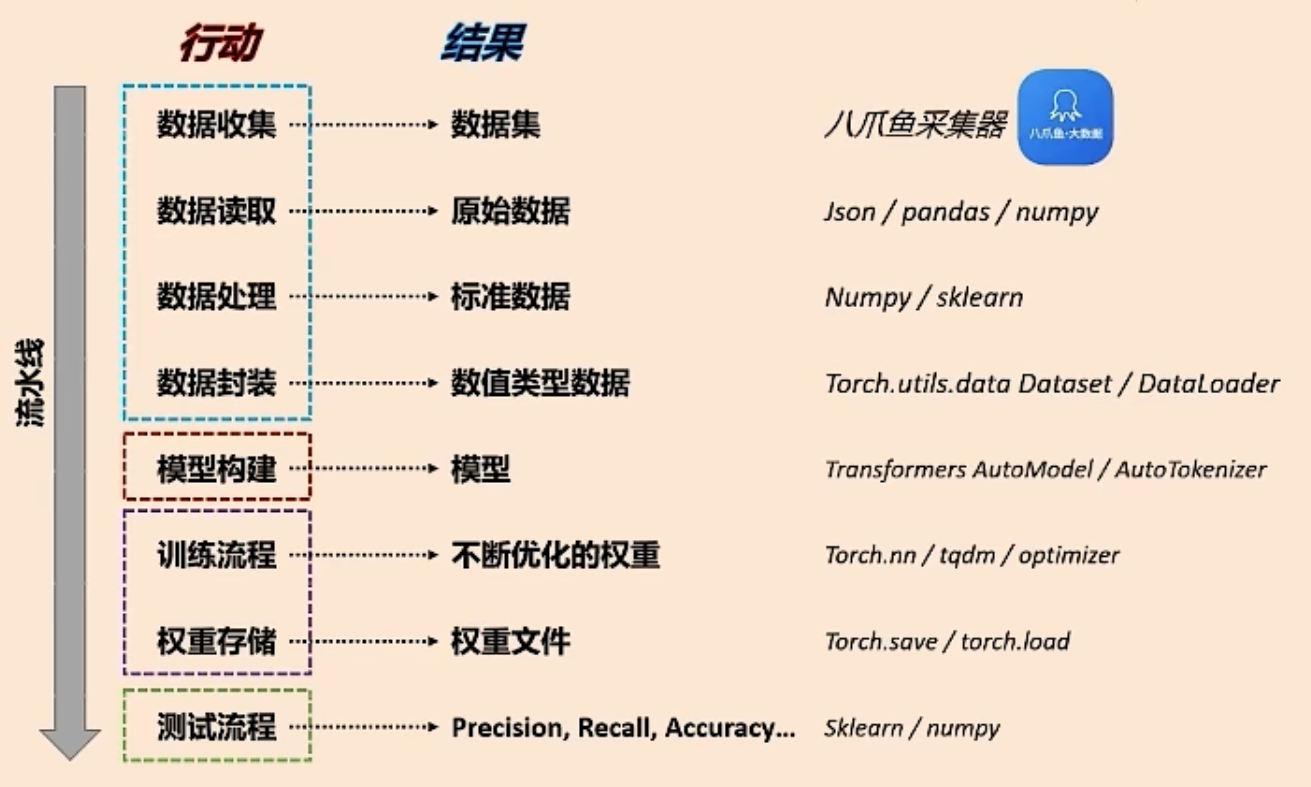 行动 结果
数据收集 数据集 八爪鱼采集器 八爪鱼·大数据
数据读取 原始数据 Json / pandas / numpy
数据处理 标准数据 Numpy / sklearn
流水线
数据封装 数值类型数据 Torch.utils.data Dataset / DataLoader
模型构建 模型 Transformers AutoModel / AutoTokenizer
训练流程 不断优化的权重 Torch.nn / tqdm / optimizer
权重存储 权重文件 Torch.save / torch.load
测试流程 Precision, Recall, Accuracy... Sklearn / numpy